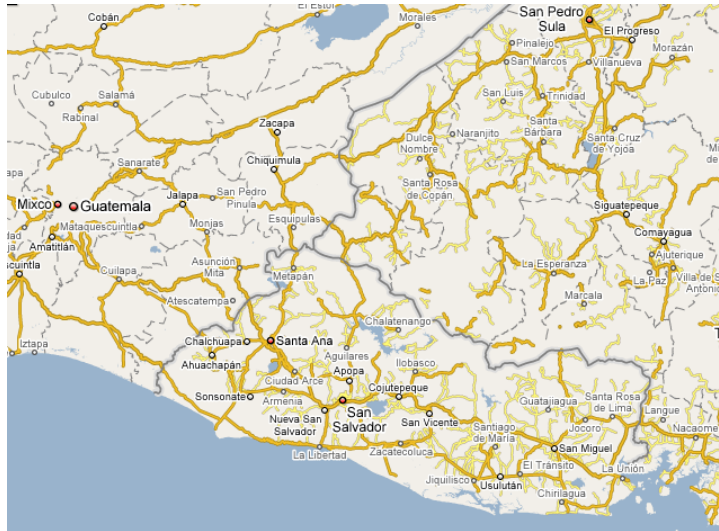 Cobán
El Estor
Morales
San Pedro
Sula
El Progreso
Pinalejo
San Marcos
Villanueva
Morazán
Cubulco
Salamá
Rabinal
San Luis
Trinidad
Zacapa
Dulce
Nombre
Naranjito
Santa
Bárbara
Santa Cruz
de Yojoa
Sanarate
Chiquimula
Santa Rosa
de Copán
Mixco
Guatemala
Jalapa
San Pedro
Pinula
Siguatepeque
Mataquescuintla
Monjas
Esquipulas
Comayagua
Amatitlán
Ajuterique
cuintla
Cuilapa
Asunción
Mita
Metapán
La Esperanza
La Paz
Villa de Sa
Antonio
Atescatempa
Marcala
Iztapa
Chalchuapa
Santa Ana
Chalatenango
Ahuachapán
Aguilares
Ilobasco
Ciudad Arce
Apopa
Cojutepeque
Sonsonate
Armenia
Guatajiagua
Santa Rosa
de Lima
Nueva San
Salvador
San
Salvador
San Vicente
Santiago
de María
Jocoro
Langue
Nacaome
La Libertad
Zacatecoluca
San Miguel
Jiquilisco
Usulután
El Tránsito
La Unión
Chirilagua